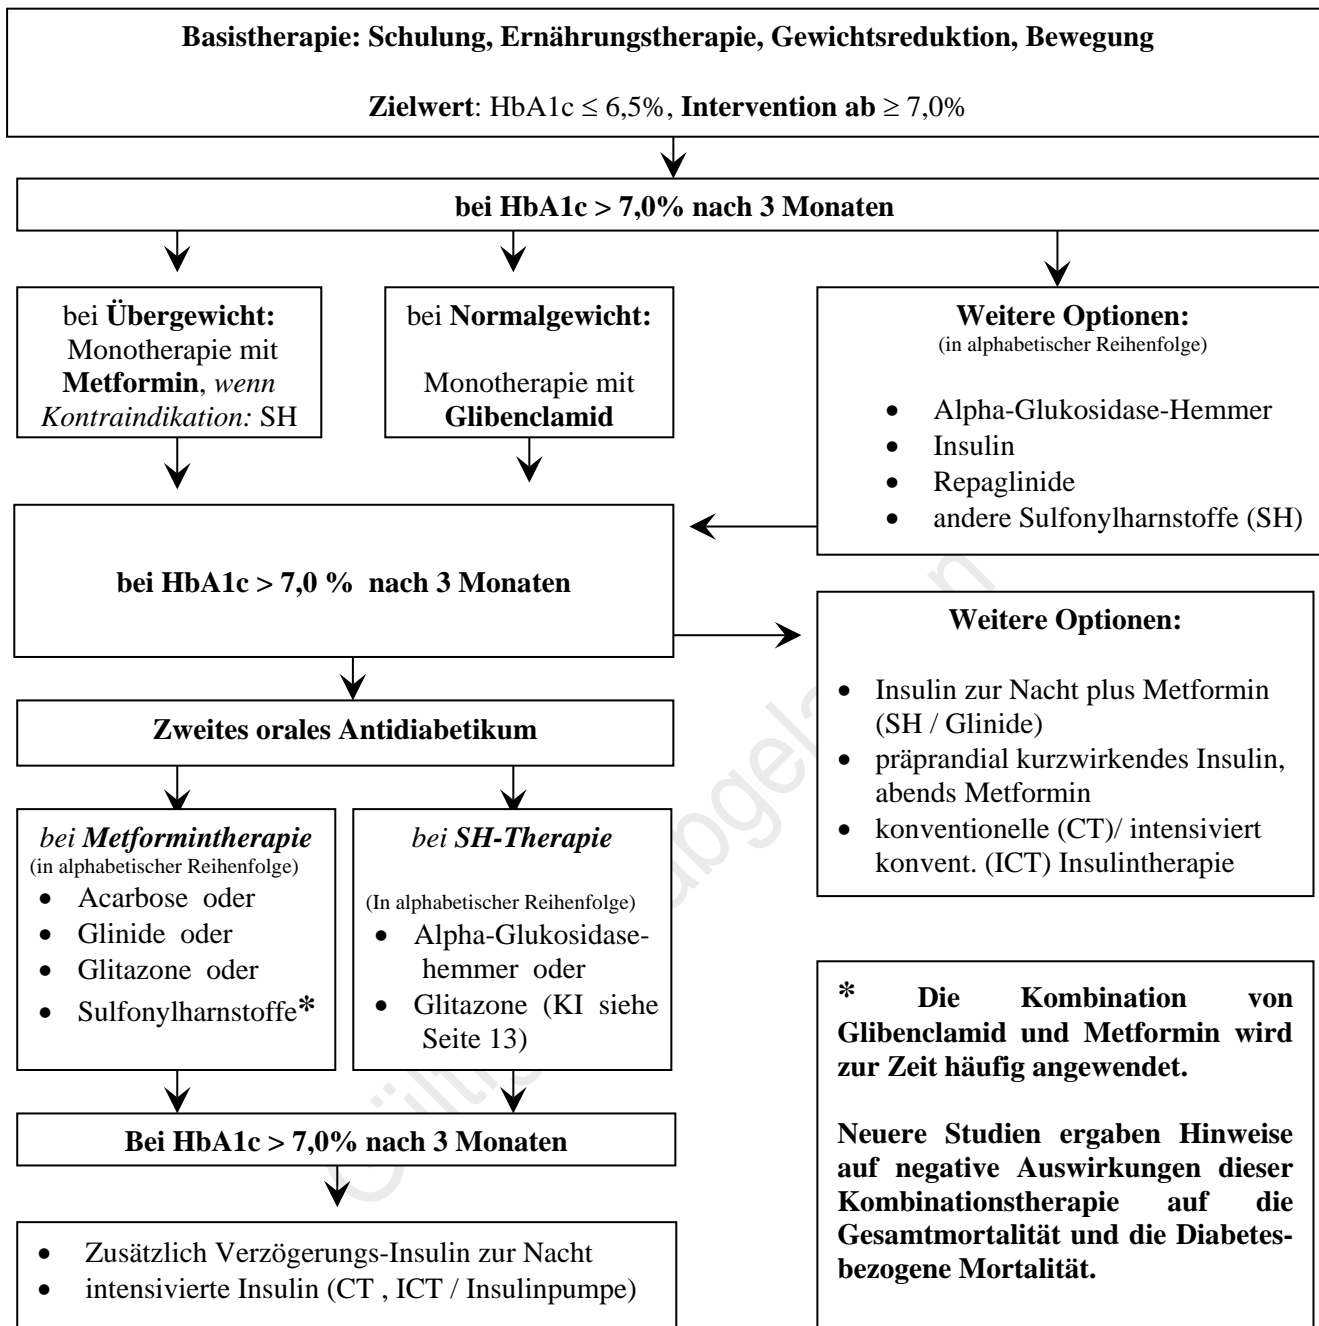 Basistherapie: Schulung, Ernährungstherapie, Gewichtsreduktion, Bewegung
Zielwert: HbA1c ≤ 6,5%, Intervention ab ≥ 7,0%
bei HbA1c > 7,0% nach 3 Monaten
bei Übergewicht:
Monotherapie mit
Metformin, wenn
Kontraindikation: SH
bei Normalgewicht:
Monotherapie mit
Glibenclamid
Weitere Optionen:
(in alphabetischer Reihenfolge)
• Alpha-Glukosidase-Hemmer
• Insulin
• Repaglinide
• andere Sulfonylharnstoffe (SH)
bei HbA1c > 7,0 % nach 3 Monaten
Weitere Optionen:
• Insulin zur Nacht plus Metformin
(SH / Glinide)
• präprandial kurzwirkendes Insulin,
abends Metformin
• konventionelle (CT)/ intensiviert
konvent. (ICT) Insulintherapie
Zweites orales Antidiabetikum
bei Metformintherapie
(in alphabetischer Reihenfolge)
• Acarbose oder
• Glinide oder
• Glitazone oder
• Sulfonylharnstoffe*
bei SH-Therapie
(In alphabetischer Reihenfolge)
• Alpha-Glukosidase-
hemmer oder
• Glitazone (KI siehe
Seite 13)
* Die Kombination von
Glibenclamid und Metformin wird
zur Zeit häufig angewendet.
Neuere Studien ergaben Hinweise
auf negative Auswirkungen dieser
Kombinationstherapie auf die
Gesamtmortalität und die Diabetes-
bezogene Mortalität.
Bei HbA1c > 7,0% nach 3 Monaten
• Zusätzlich Verzögerungs-Insulin zur Nacht
• intensivierte Insulin (CT , ICT / Insulinpumpe)